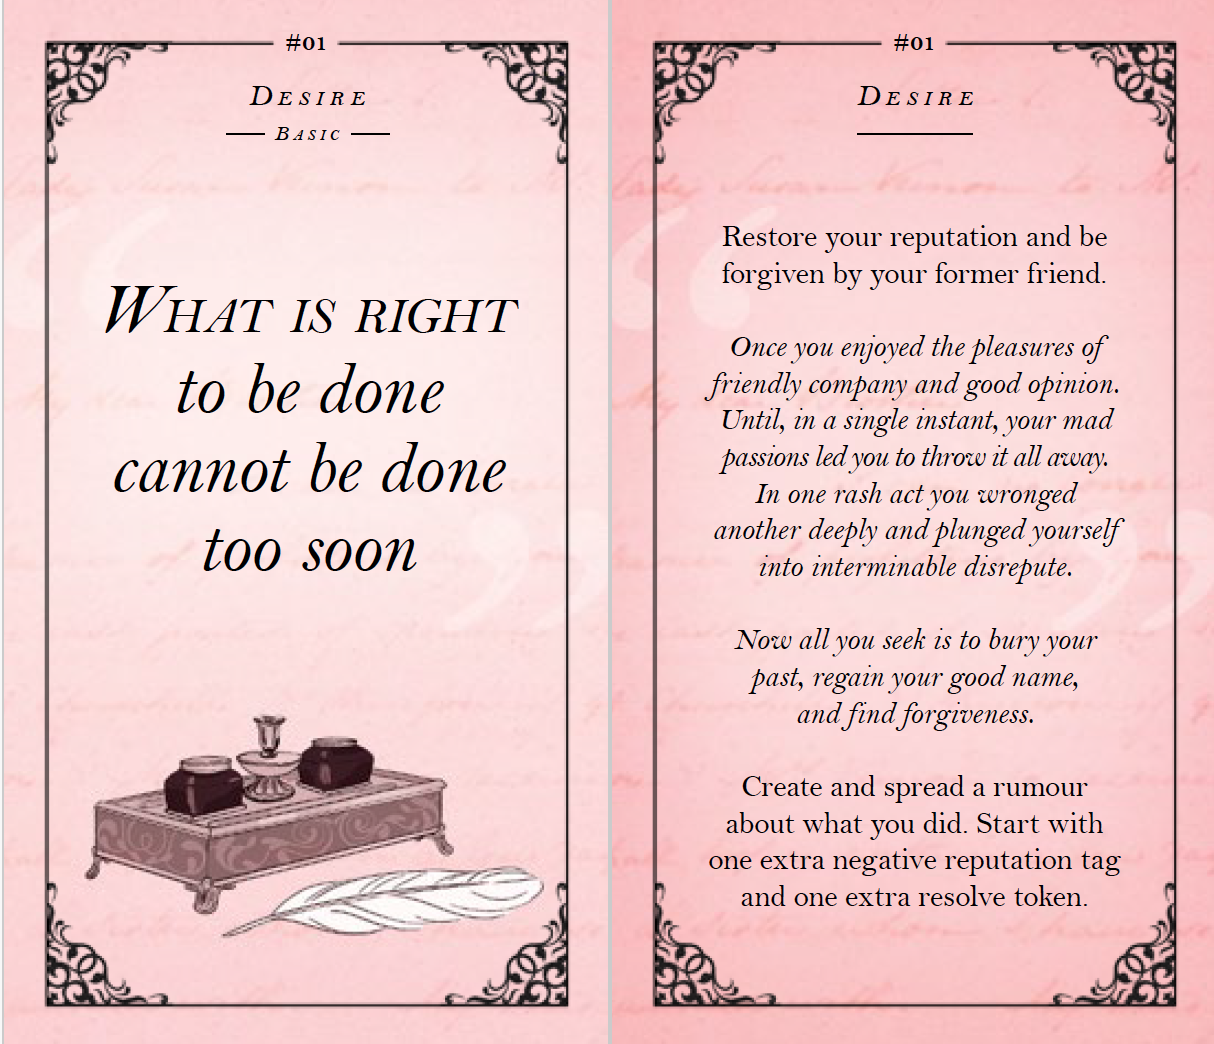 #01
Desire
Basic
What is right
to be done
cannot be done
too soon
#01
Desire
Restore your reputation and be
forgiven by your former friend.
Once you enjoyed the pleasures of
friendly company and good opinion.
Until, in a single instant, your mad
passions led you to throw it all away.
In one rash act you wronged
another deeply and plunged yourself
into interminable disrepute.
Now all you seek is to bury your
past, regain your good name,
and find forgiveness.
Create and spread a rumour
about what you did. Start with
one extra negative reputation tag
and one extra resolve token.